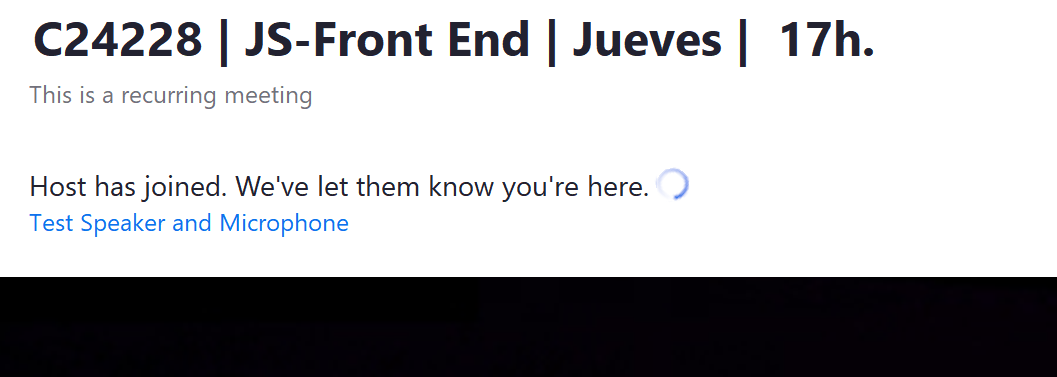 C24228 | JS-Front End | Jueves | 17h.
This is a recurring meeting
Host has joined. We've let them know you're here.
Test Speaker and Microphone